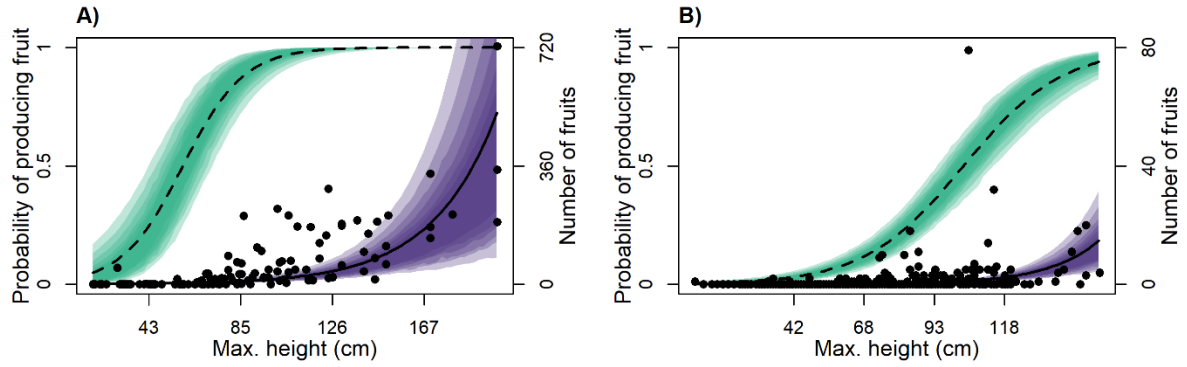 A)
Probability of producing fruit
1
0.5
0
720
360
0
Number of fruits
43 85 126 167
Max. height (cm)
B)
Probability of producing fruit
1
0.5
0
80
40
0
Number of fruits
42 68 93 118
Max. height (cm)